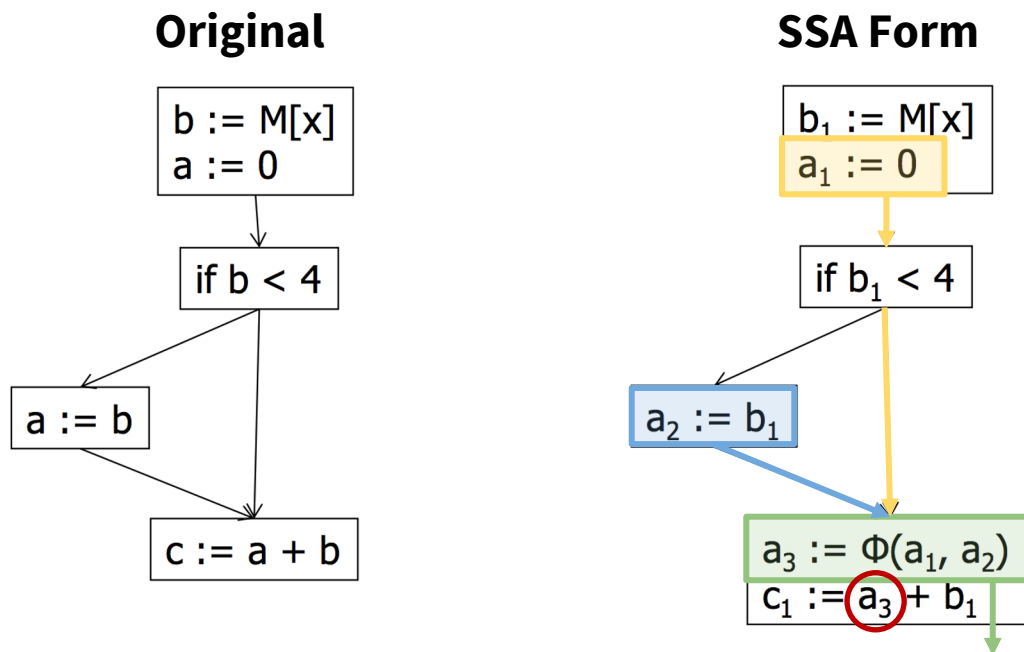 Original
b := M[x]
a := 0
if b < 4
a := b
c := a + b
SSA Form
b₁ := M[x]
a₁ := 0
if b₁ < 4
a₂ := b₁
a₃ := Φ(a₁, a₂)
c₁ := a₃ + b₁